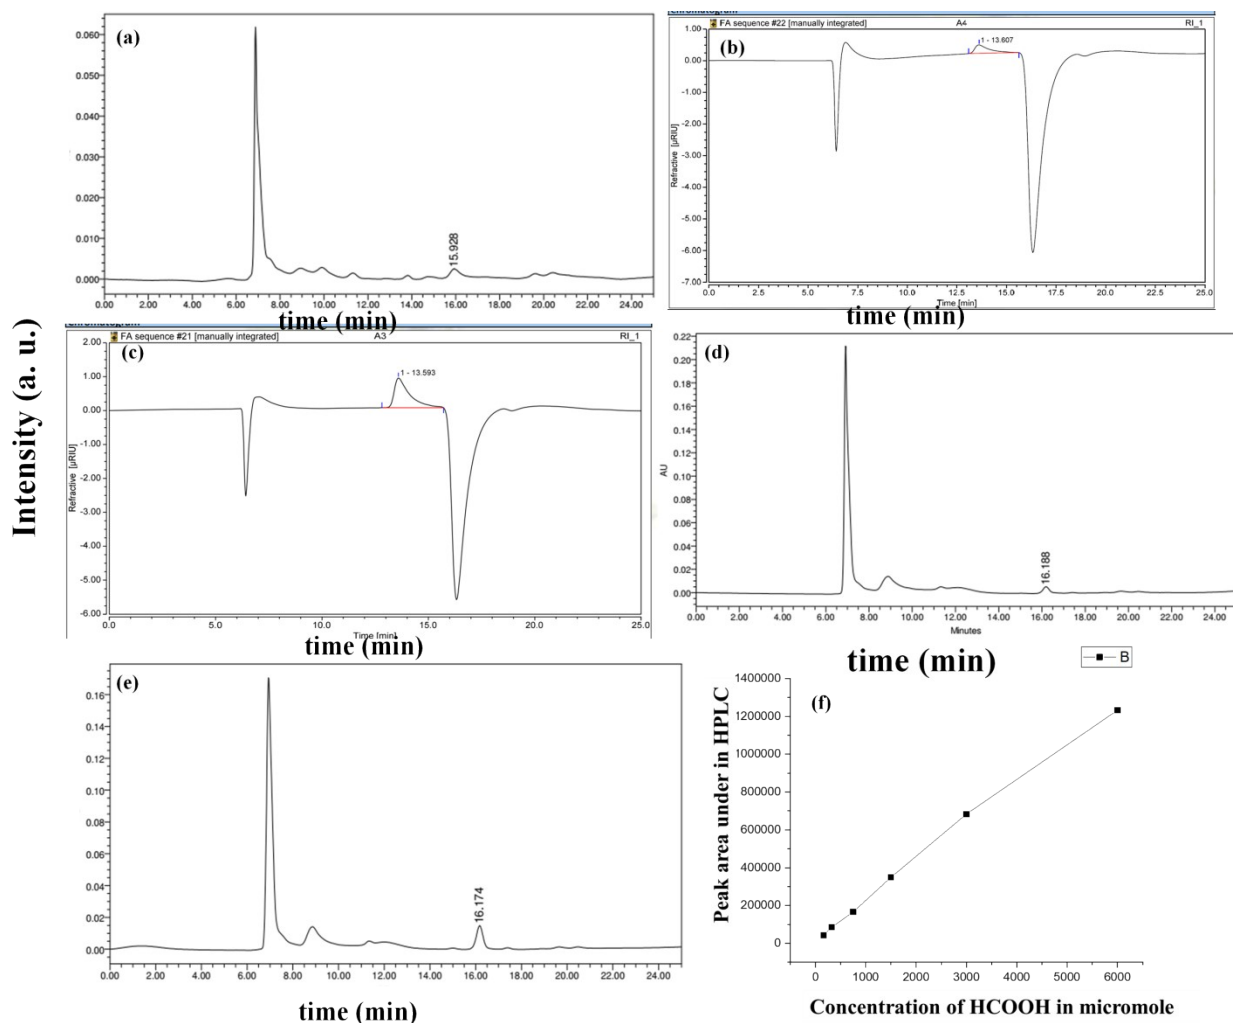 Intensity (a. u.)
(a)
0.060
0.050
0.040
0.030
0.020
0.010
0.000
15.928
0.00 2.00 4.00 6.00 8.00 10.00 12.00 14.00 16.00 18.00 20.00 22.00 24.00
time (min)
FA sequence #22 [manually integrated] A4 RI_1
(b)
1 - 13.607
Refractive [µRIU]
1.00
0.00
-1.00
-2.00
-3.00
-4.00
-5.00
-6.00
-7.00
0.0 2.5 5.0 7.5 10.0 12.5 15.0 17.5 20.0 22.5 25.0
Time [min]
time (min)
FA sequence #21 [manually integrated] A3 RI_1
(c)
1 - 13.593
Refractive [µRIU]
2.00
1.00
0.00
-1.00
-2.00
-3.00
-4.00
-5.00
-6.00
0.0 5.0 10.0 15.0 20.0 25.0
time (min)
(d)
AU
0.22
0.20
0.18
0.16
0.14
0.12
0.10
0.08
0.06
0.04
0.02
0.00
16.188
0.00 2.00 4.00 6.00 8.00 10.00 12.00 14.00 16.00 18.00 20.00 22.00 24.00
Minutes
time (min)
(e)
0.16
0.14
0.12
0.10
0.08
0.06
0.04
0.02
0.00
16.174
0.00 2.00 4.00 6.00 8.00 10.00 12.00 14.00 16.00 18.00 20.00 22.00 24.00
time (min)
B
(f)
Peak area under in HPLC
1400000
1200000
1000000
800000
600000
400000
200000
0
0 1000 2000 3000 4000 5000 6000
Concentration of HCOOH in micromole